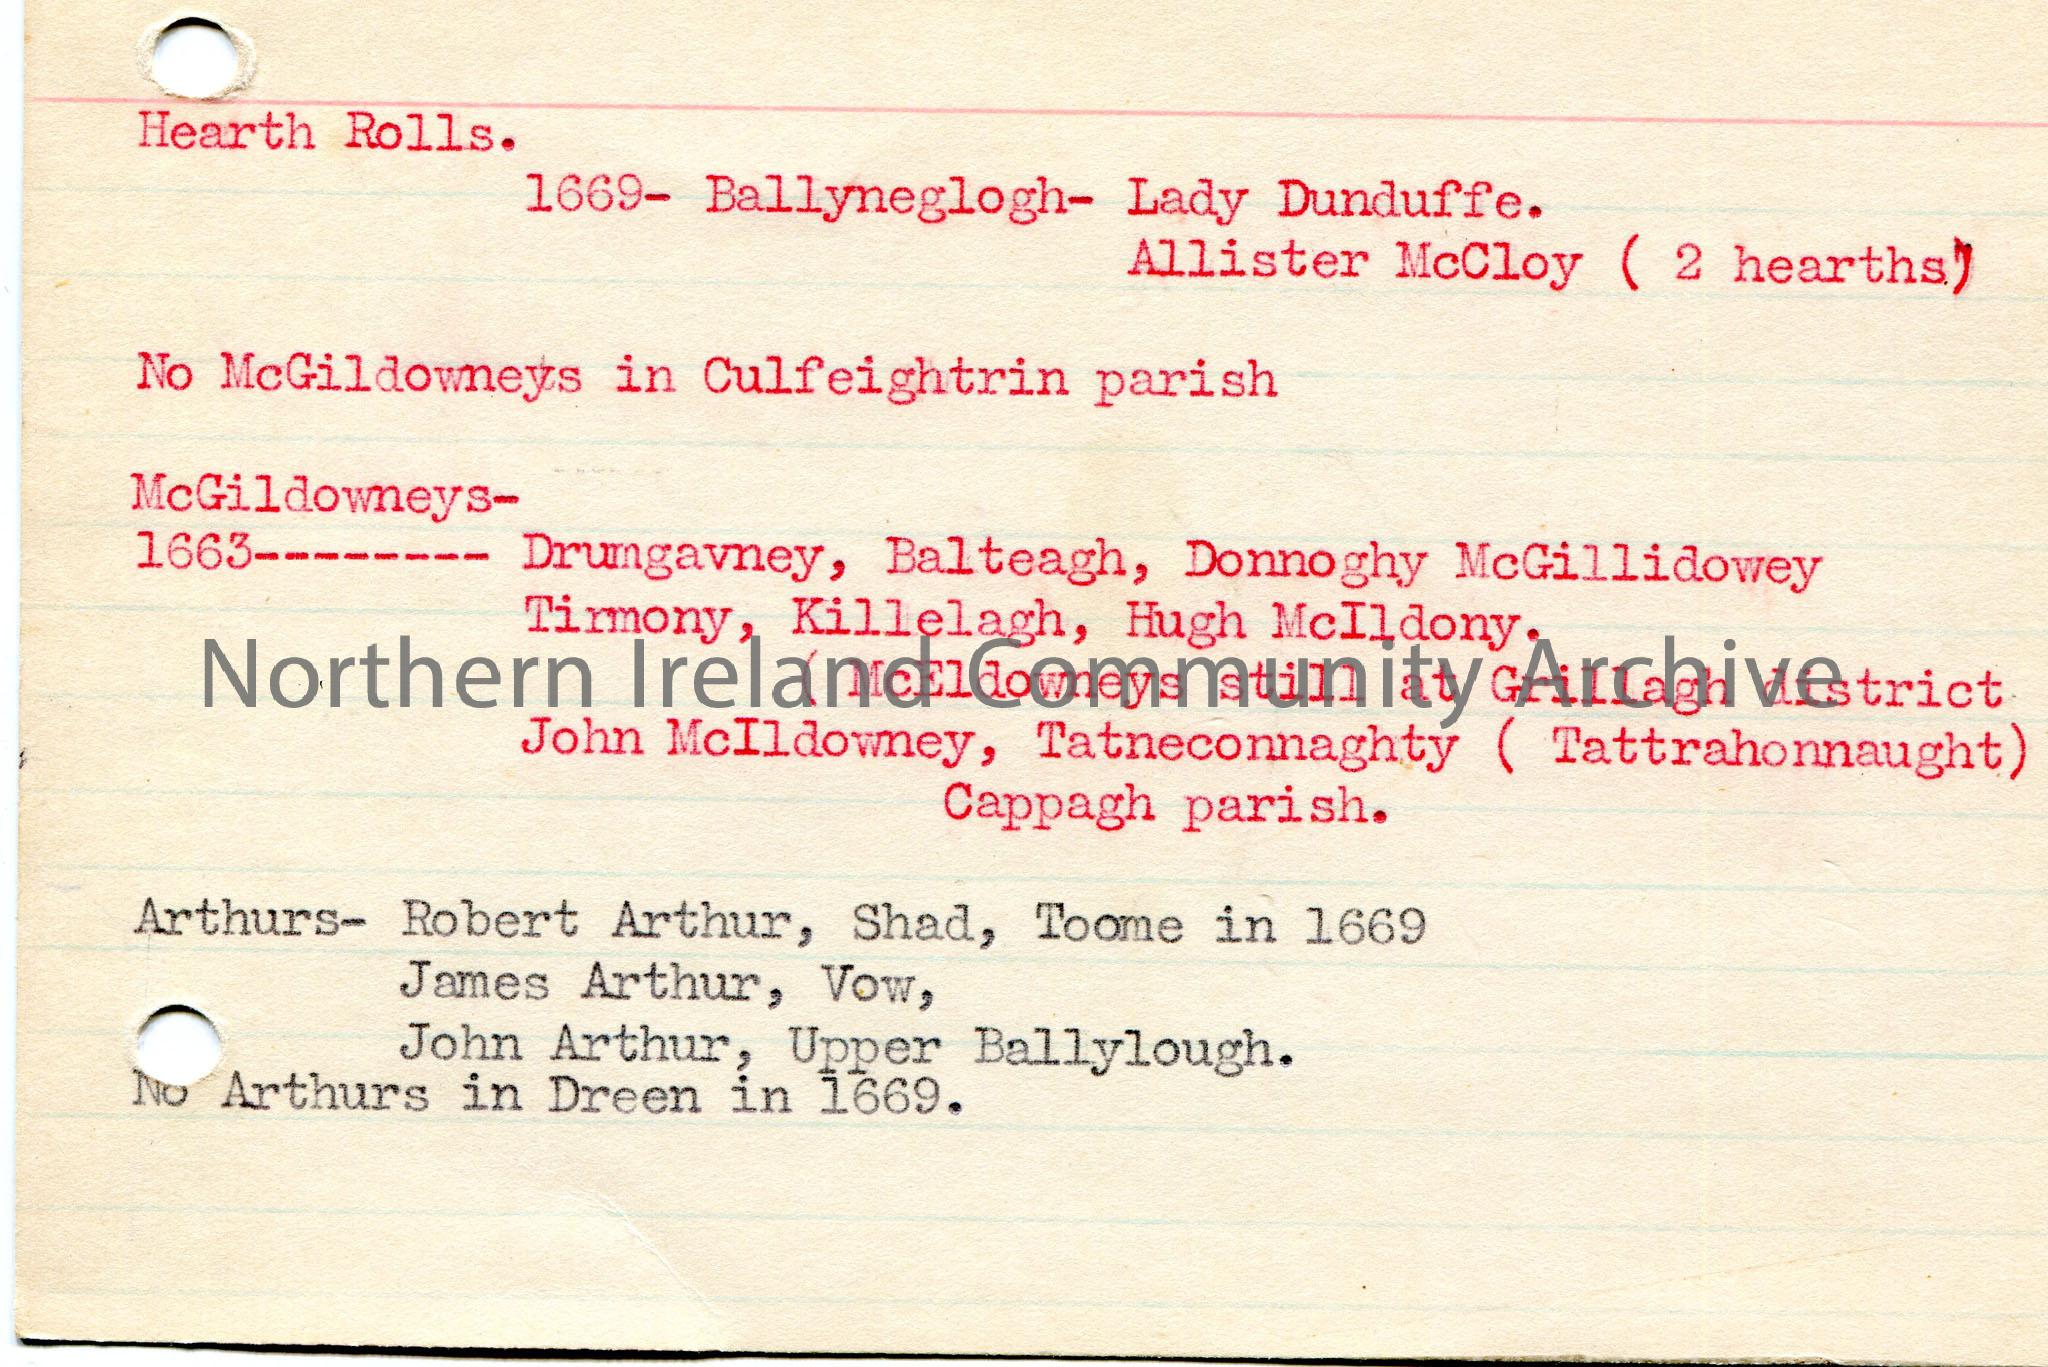 Hearth Rolls.
1669- Ballyneglogh- Lady Dunduffe.
Allister McCloy ( 2 hearths)
No McGildowneys in Culfeightrin parish
McGildowneys-
1663-------- Drumgavney, Balteagh, Donnoghy McGillidowey
Tirmony, Killelagh, Hugh McIldony.
Northern Ireland Community Archive
( McEldowneys still at Grillagh district
John McIldowney, Tatneconnaghty ( Tattrahonnaught)
Cappagh parish.
Arthurs- Robert Arthur, Shad, Toome in 1669
James Arthur, Vow,
John Arthur, Upper Ballylough.
No Arthurs in Dreen in 1669.